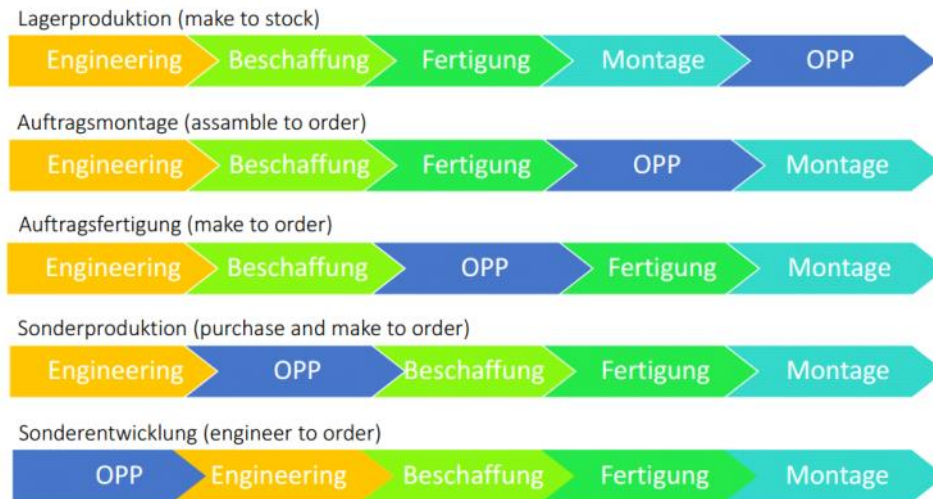 Lagerproduktion (make to stock)
Engineering Beschaffung Fertigung Montage OPP
Auftragsmontage (assamble to order)
Engineering Beschaffung Fertigung OPP Montage
Auftragsfertigung (make to order)
Engineering Beschaffung OPP Fertigung Montage
Sonderproduktion (purchase and make to order)
Engineering OPP Beschaffung Fertigung Montage
Sonderentwicklung (engineer to order)
OPP Engineering Beschaffung Fertigung Montage